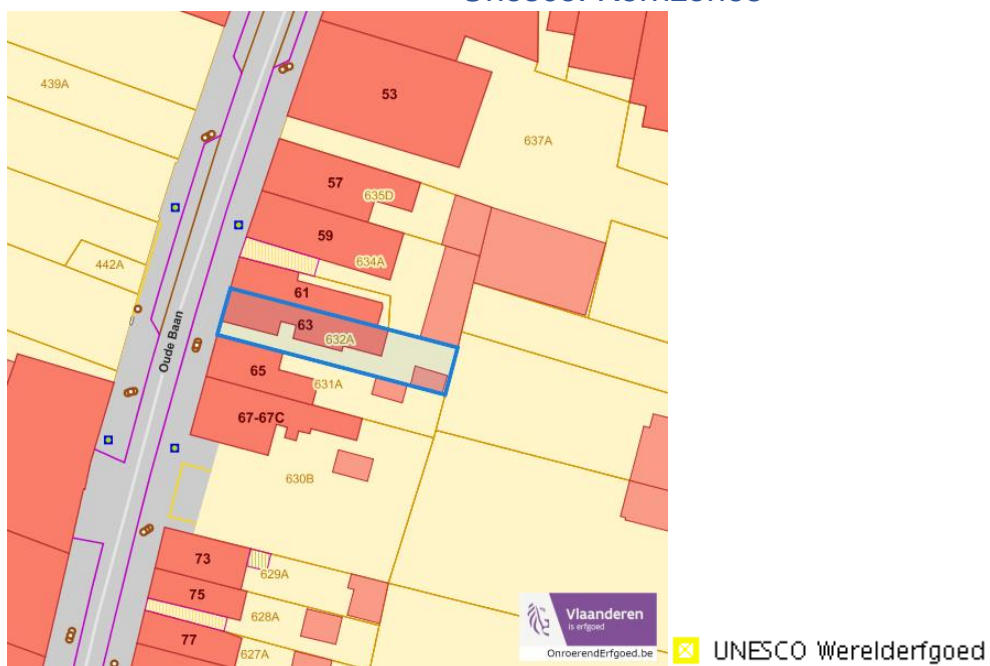 439A
53
637A
57
635D
59
634A
442A
61
63
632A
Oude Baan
65
631A
67-67C
630B
73
629A
75
628A
77
627A
Vlaanderen
is erfgoed
OnroerendErfgoed.be
UNESCO Werelderfgoed